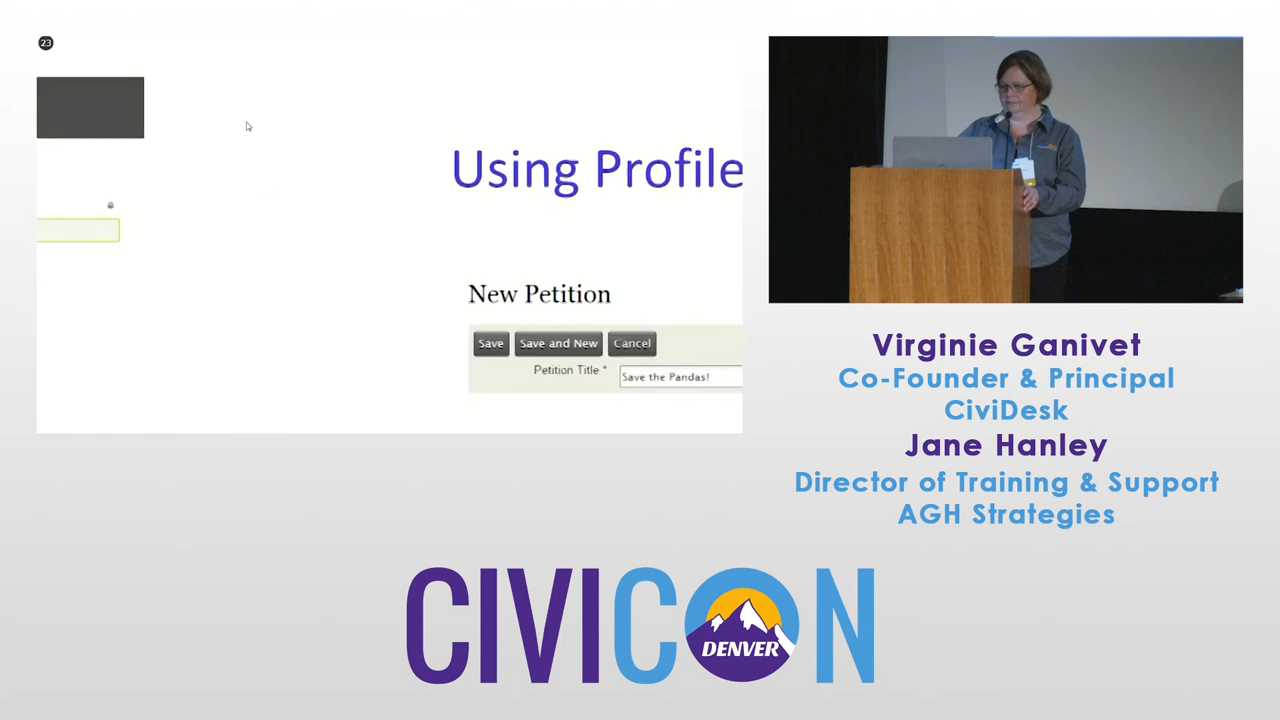 23
Using Profile
New Petition
Save
Save and New
Cancel
Petition Title *
Save the Pandas!
Virginie Ganivet
Co-Founder & Principal
CiviDesk
Jane Hanley
Director of Training & Support
AGH Strategies
CIVICON
DENVER